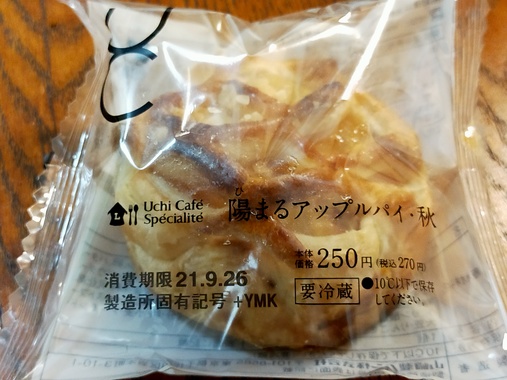 Uchi Café
Spécialité
ひ
陽まるアップルパイ・秋
本体
価格 250円(税込270円)
消費期限 21.9.26
製造所固有記号 +YMK
要冷蔵
●10℃以下で保存
してください。